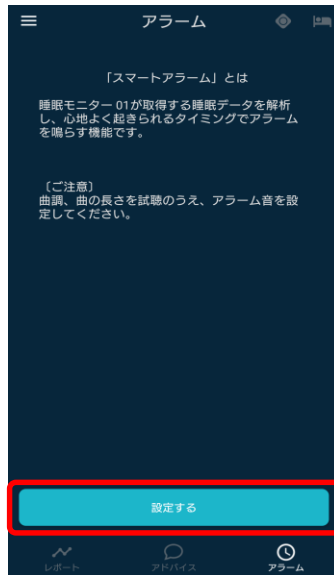 アラーム
「スマートアラーム」とは
睡眠モニター 01が取得する睡眠データを解析
し、心地よく起きられるタイミングでアラーム
を鳴らす機能です。
〔ご注意〕
曲調、曲の長さを試聴のうえ、アラーム音を設
定してください。
設定する
レポート
アドバイス
アラーム